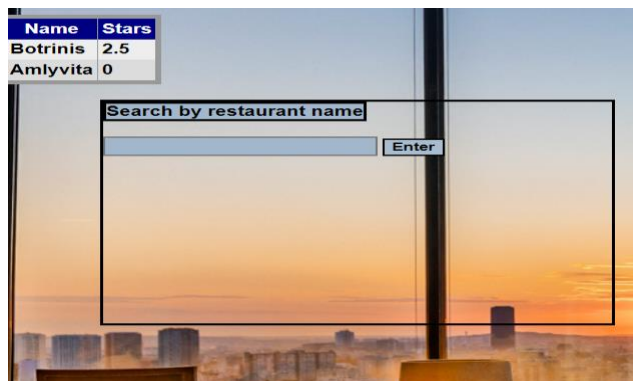 Name Stars
Botrinis 2.5
Amlyvita 0
Search by restaurant name
Enter